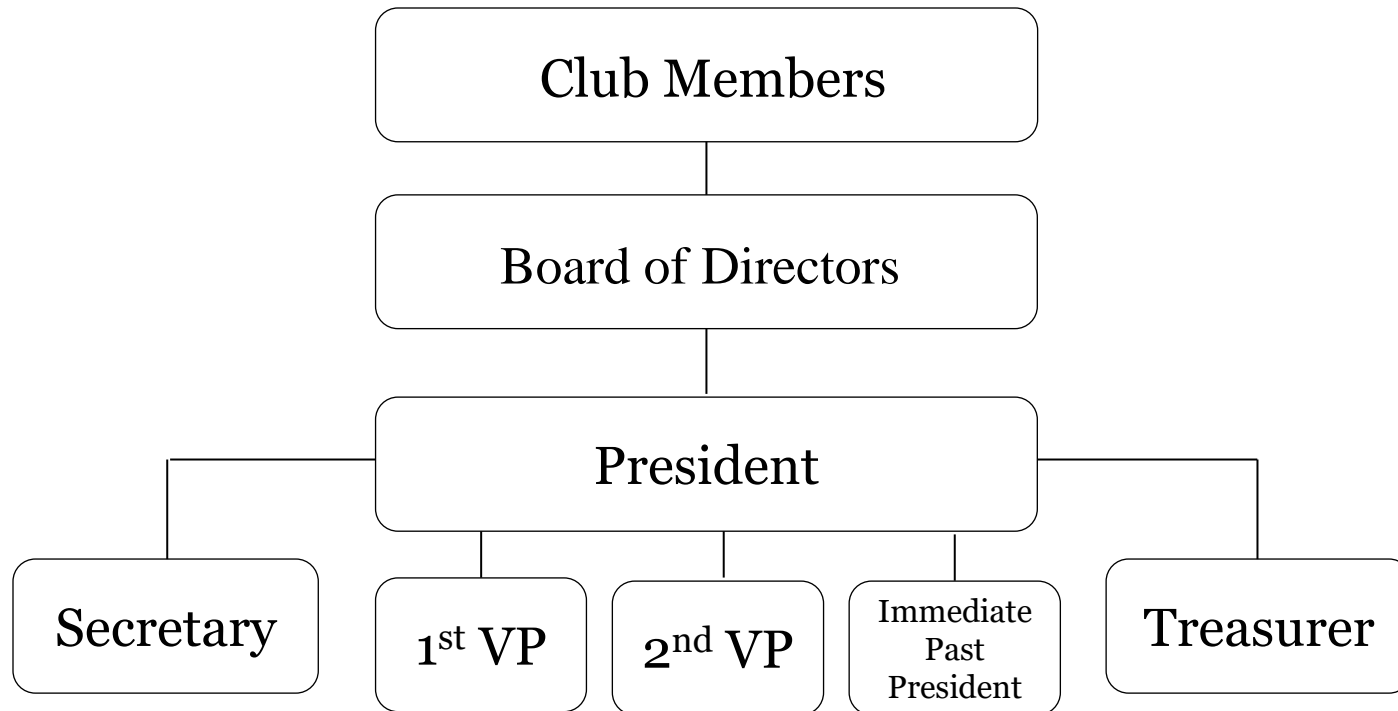 Club Members
Board of Directors
President
Secretary
1st VP
2nd VP
Immediate
Past
President
Treasurer